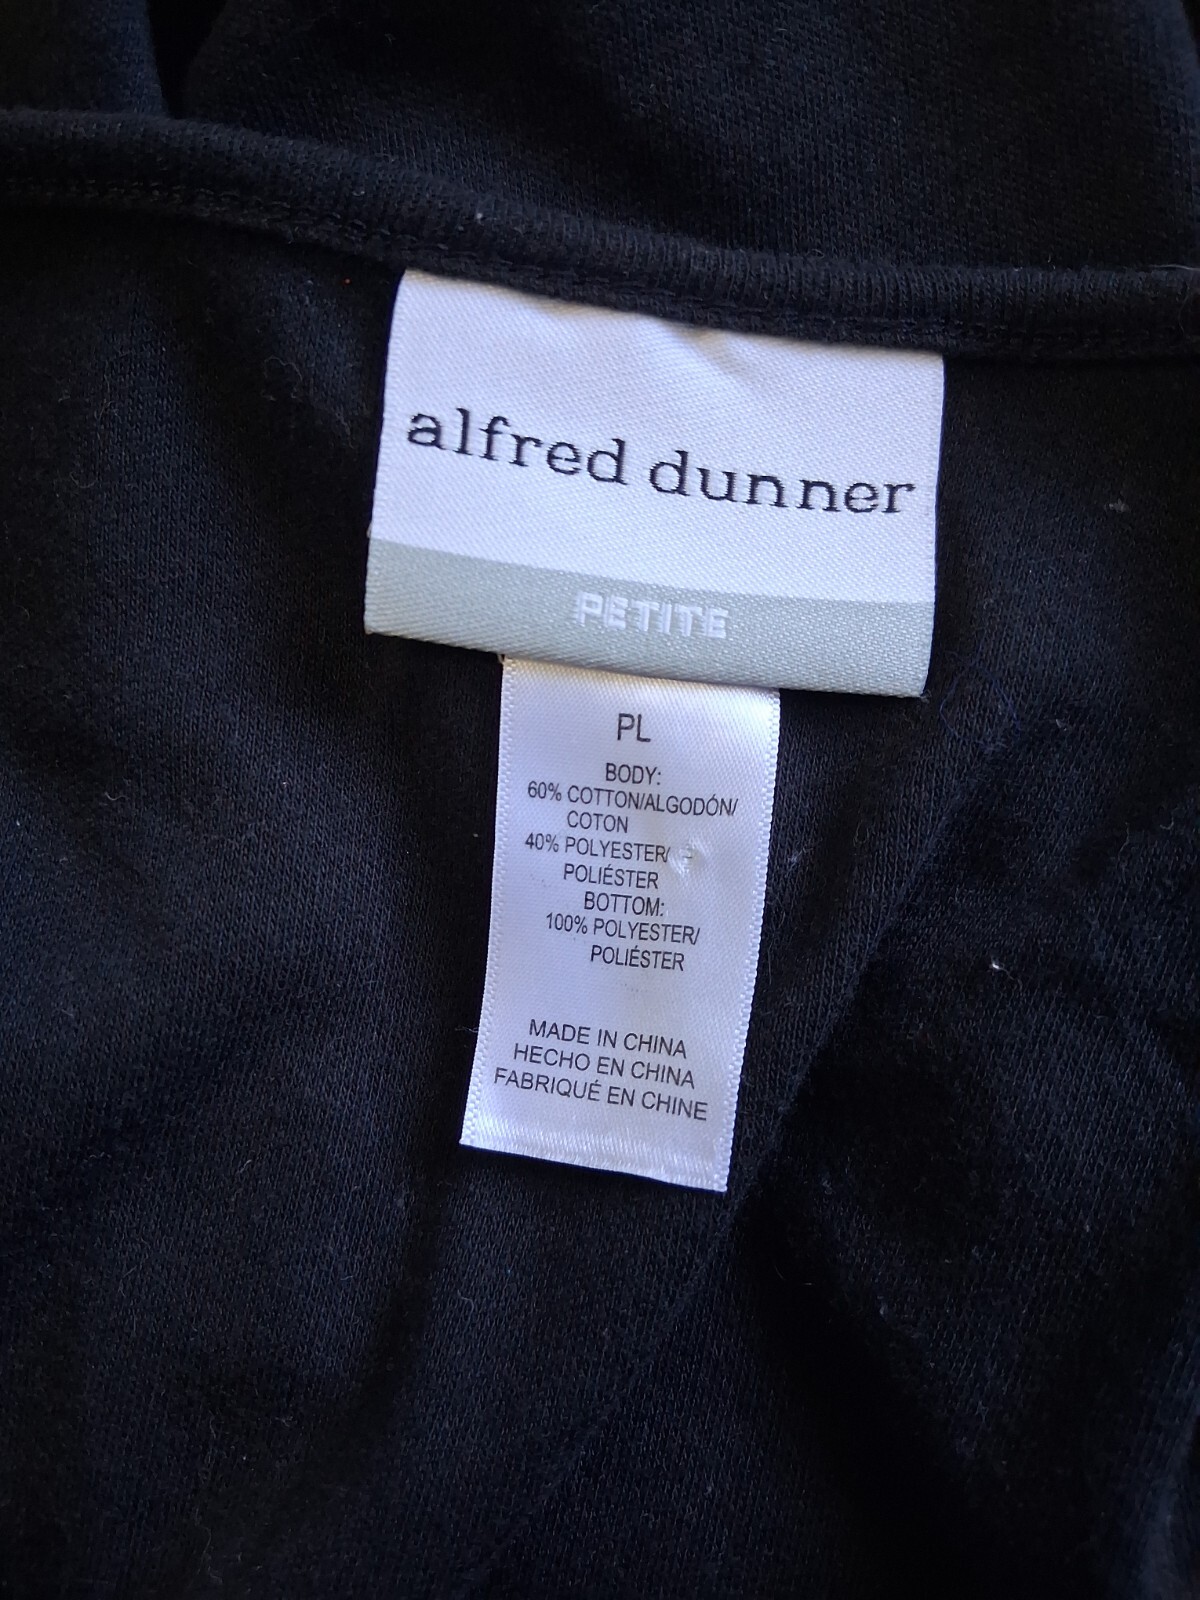 alfred dunner
PETITE
PL
BODY:
60% COTTON/ALGODÓN/
COTON
40% POLYESTER/
POLIÉSTER
BOTTOM:
100% POLYESTER/
POLIÉSTER
MADE IN CHINA
HECHO EN CHINA
FABRIQUÉ EN CHINE